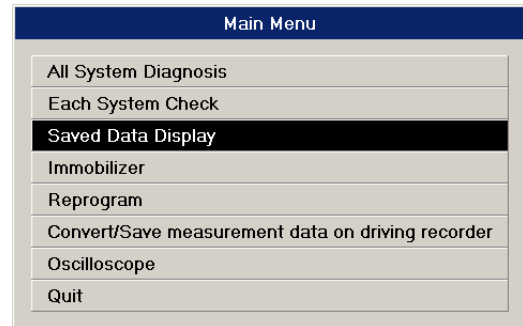 Main Menu
All System Diagnosis
Each System Check
Saved Data Display
Immobilizer
Reprogram
Convert/Save measurement data on driving recorder
Oscilloscope
Quit